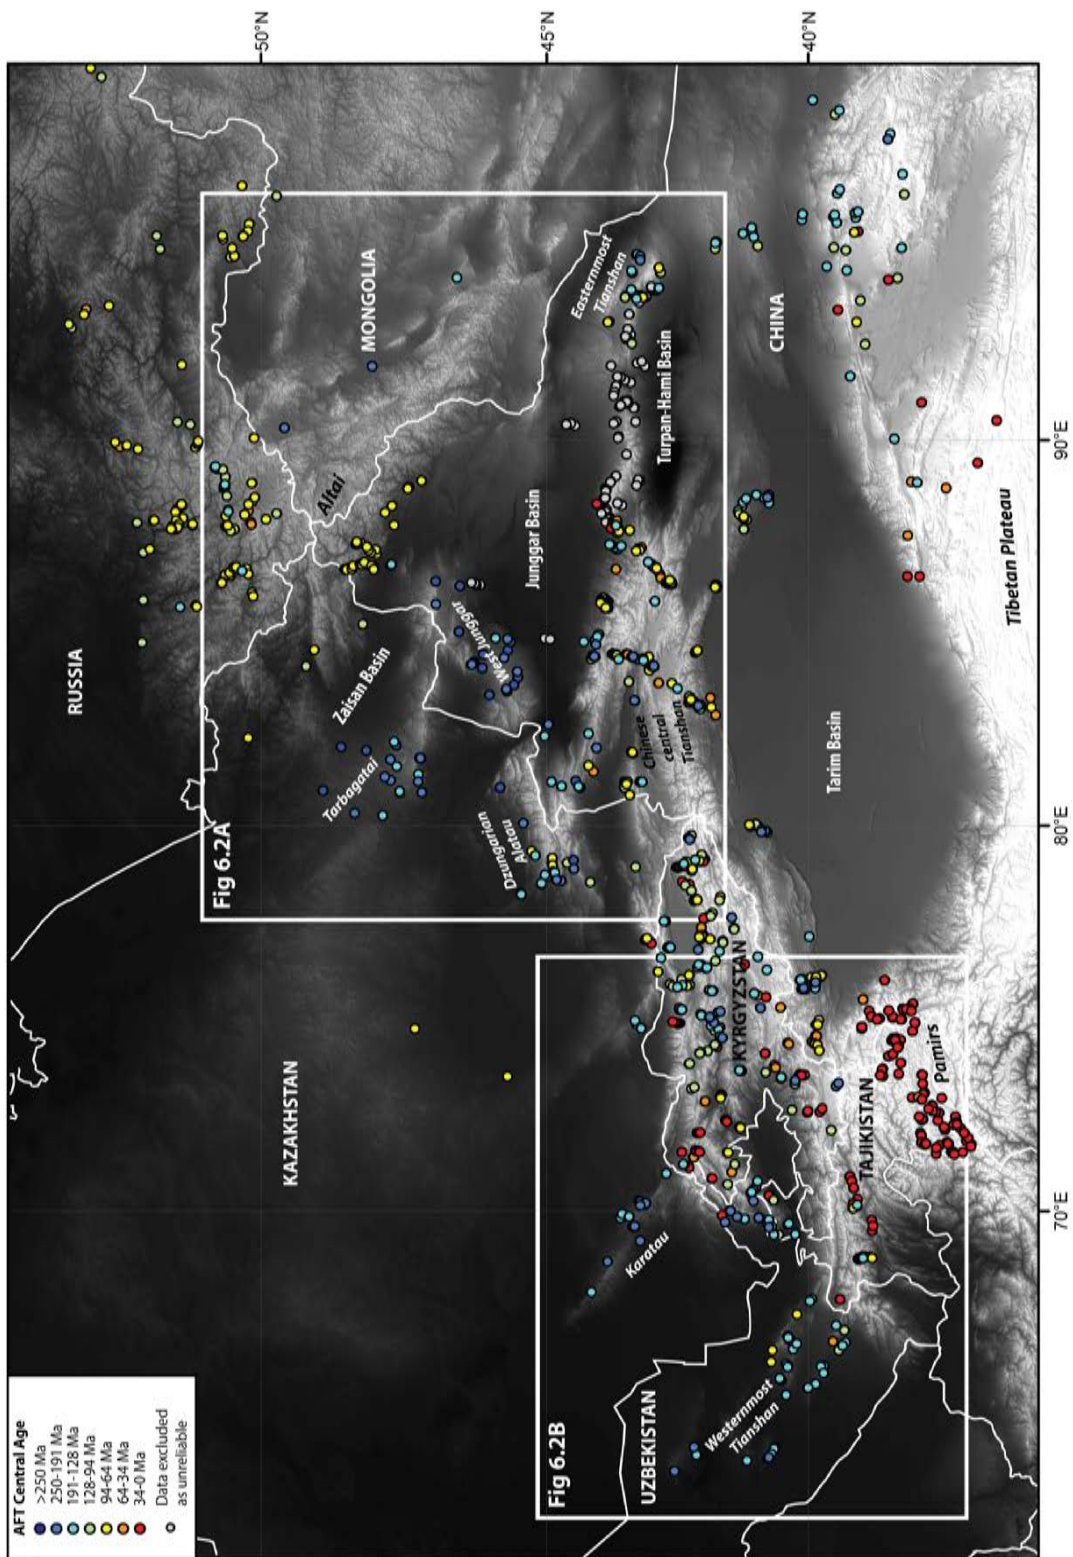 AFT Central Age
>250 Ma
250-191 Ma
191-128 Ma
128-94 Ma
94-64 Ma
64-34 Ma
34-0 Ma
Data excluded
as unreliable
50°N
45°N
40°N
70°E
80°E
90°E
RUSSIA
KAZAKHSTAN
MONGOLIA
CHINA
UZBEKISTAN
KYRGYZSTAN
TAJIKISTAN
Fig 6.2A
Fig 6.2B
Altai
Zaisan Basin
Tarbagatai
West Junggar
Junggar Basin
Dzungarian
Alatau
Easternmost
Tianshan
Turpan-Hami Basin
Chinese
central
Tianshan
Tarim Basin
Tibetan Plateau
Pamirs
Karatau
Westernmost
Tianshan